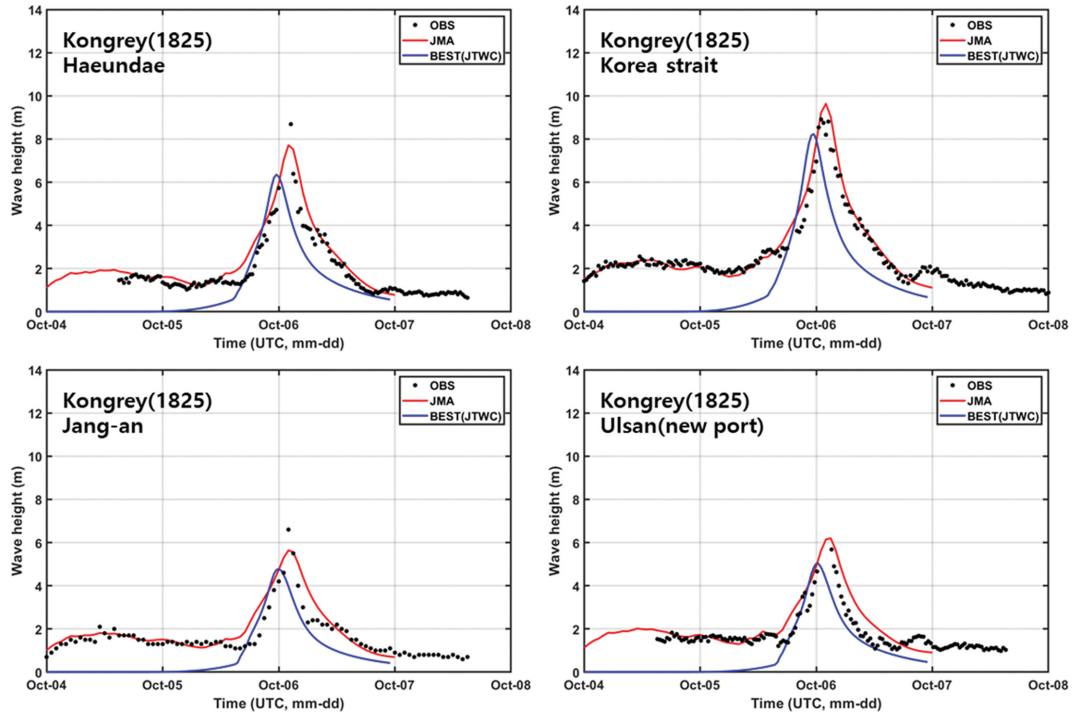 Kongrey(1825)
Haeundae
OBS
JMA
BEST(JTWC)
Wave height (m)
14
12
10
8
6
4
2
0
Oct-04
Oct-05
Oct-06
Oct-07
Oct-08
Time (UTC, mm-dd)
Kongrey(1825)
Korea strait
OBS
JMA
BEST(JTWC)
Wave height (m)
14
12
10
8
6
4
2
0
Oct-04
Oct-05
Oct-06
Oct-07
Oct-08
Time (UTC, mm-dd)
Kongrey(1825)
Jang-an
OBS
JMA
BEST(JTWC)
Wave height (m)
14
12
10
8
6
4
2
0
Oct-04
Oct-05
Oct-06
Oct-07
Oct-08
Time (UTC, mm-dd)
Kongrey(1825)
Ulsan(new port)
OBS
JMA
BEST(JTWC)
Wave height (m)
14
12
10
8
6
4
2
0
Oct-04
Oct-05
Oct-06
Oct-07
Oct-08
Time (UTC, mm-dd)